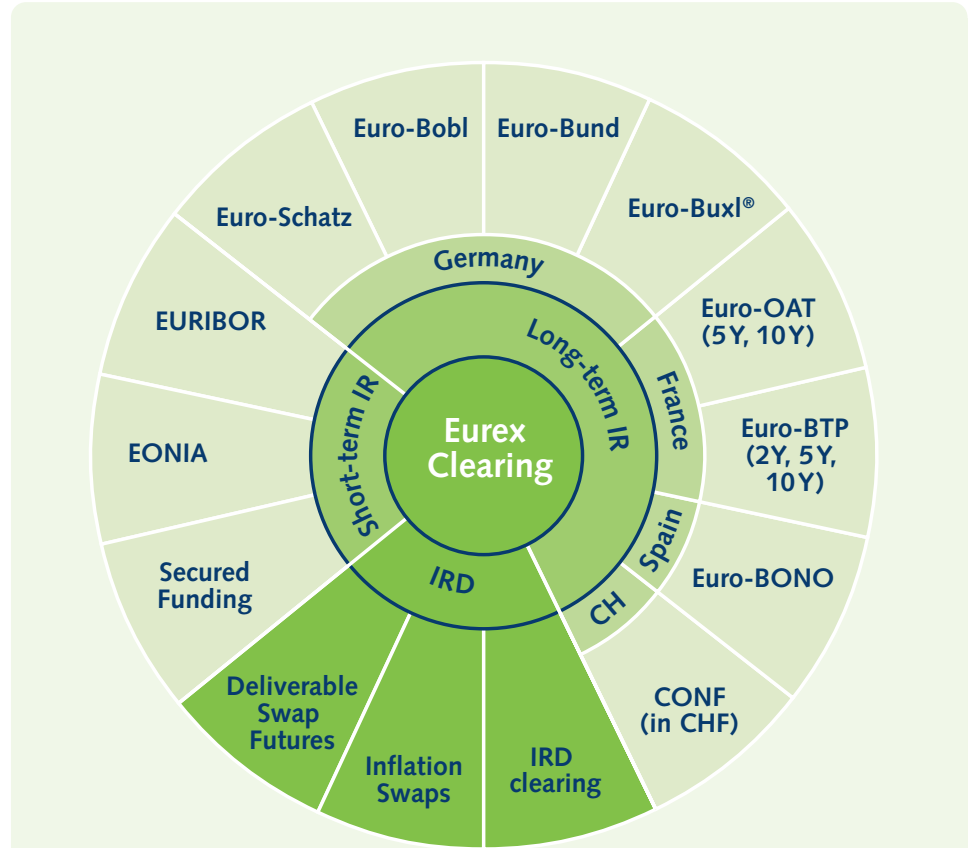 Euro-Bobl
Euro-Bund
Euro-Schatz
Euro-Buxl®
Germany
EURIBOR
Euro-OAT
(5Y, 10Y)
Long-term IR
France
Short-term IR
Eurex
Clearing
EONIA
Euro-BTP
(2Y, 5Y,
10Y)
Spain
Secured
Funding
IRD
CH
Euro-BONO
Deliverable
Swap
Futures
CONF
(in CHF)
Inflation
Swaps
IRD
clearing